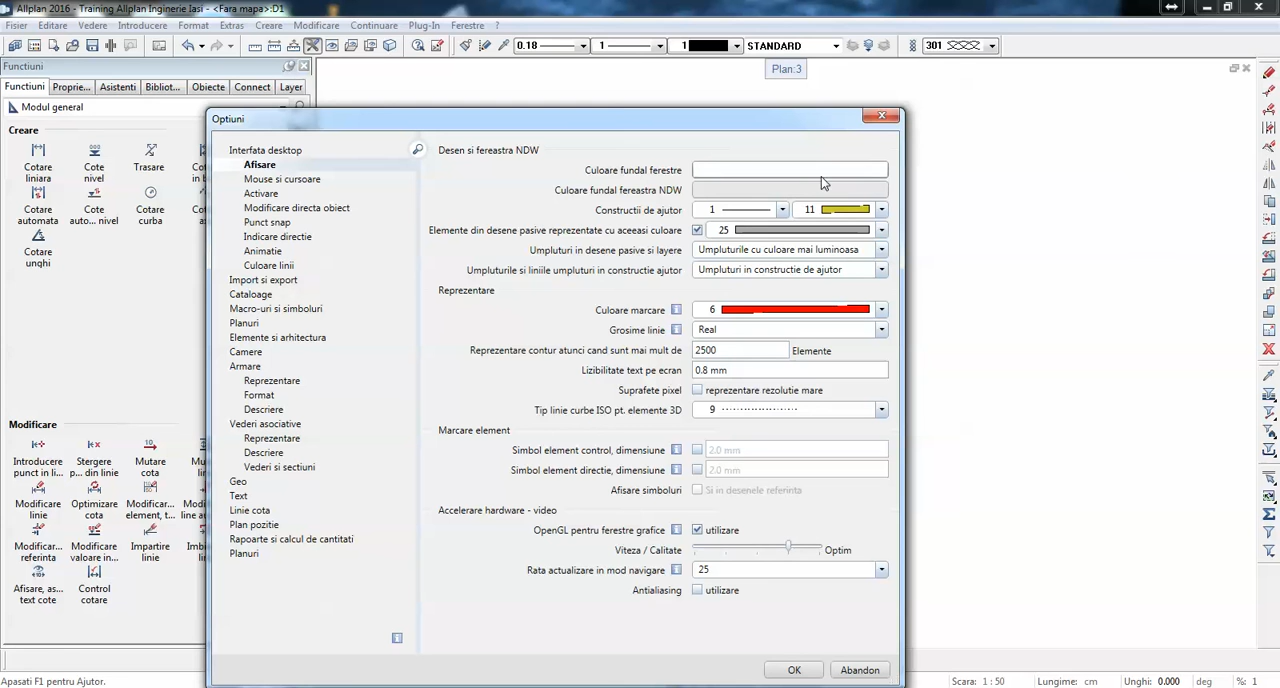 Allplan 2016 - Training Allplan Inginerie Iasi - <Fara mapa>:D1
Fisier Editare Vedere Introducere Format Extras Creare Modificare Continuare Plug-In Ferestre ?
0.18 1 1 STANDARD 301
Functiuni
Plan:3
Functiuni Proprie... Asistenti Bibliot... Obiecte Connect Layer
Modul general
Creare
Cotare liniara
Cote nivel
Trasare
Cotare in b...
Cotare automata
Cota auto... nivel
Cotare curba
Cotare d...
Cotare unghi
Modificare
Introducere punct in li...
Stergere p... din linie
Mutare cota
Modificare linie
Optimizare cotare
Modificar... element, t...
Modificar... referinta
Modificare valoare in...
Impartire linie
Afisare, as... text cote
Control cotare
Optiuni
Interfata desktop
Afisare
Mouse si cursoare
Activare
Modificare directa obiect
Punct snap
Indicare directie
Animatie
Culoare linii
Import si export
Cataloage
Macro-uri si simboluri
Planuri
Elemente si arhitectura
Camere
Armare
Reprezentare
Format
Descriere
Vederi asociative
Reprezentare
Descriere
Vederi si sectiuni
Geo
Text
Linie cota
Plan pozitie
Rapoarte si calcul de cantitati
Planuri
Desen si fereastra NDW
Culoare fundal ferestre
Culoare fundal fereastra NDW
Constructii de ajutor 1 11
Elemente din desene pasive reprezentate cu aceeasi culoare 25
Umpluturi in desene pasive si layere Umpluturile cu culoare mai luminoasa
Umpluturile si liniile umpluturi in constructie ajutor Umpluturi in constructie de ajutor
Reprezentare
Culoare marcare 6
Grosime linie Real
Reprezentare contur atunci cand sunt mai mult de 2500 Elemente
Lizibilitate text pe ecran 0.8 mm
Suprafete pixel reprezentare rezolutie mare
Tip linie curbe ISO pt. elemente 3D 9
Marcare element
Simbol element control, dimensiune 2.0 mm
Simbol element directie, dimensiune 2.0 mm
Afisare simboluri Si in desenele referinta
Accelerare hardware - video
OpenGL pentru ferestre grafice utilizare
Viteza / Calitate Optim
Rata actualizare in mod navigare 25
Antialiasing utilizare
OK Abandon
Apasati F1 pentru Ajutor.
Scara: 1 : 50 Lungime: cm Unghi: 0.000 deg %: 1